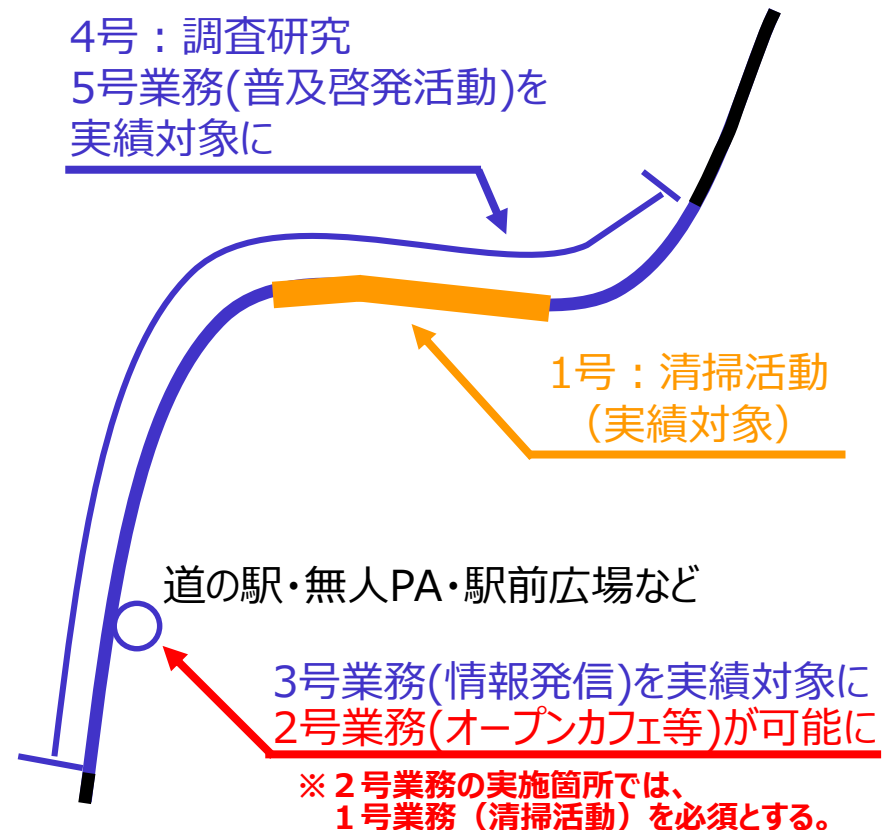 4号：調査研究
5号業務(普及啓発活動)を
実績対象に
1号：清掃活動
（実績対象）
道の駅・無人PA・駅前広場など
3号業務(情報発信)を実績対象に
2号業務(オープンカフェ等)が可能に
※２号業務の実施箇所では、
１号業務（清掃活動）を必須とする。